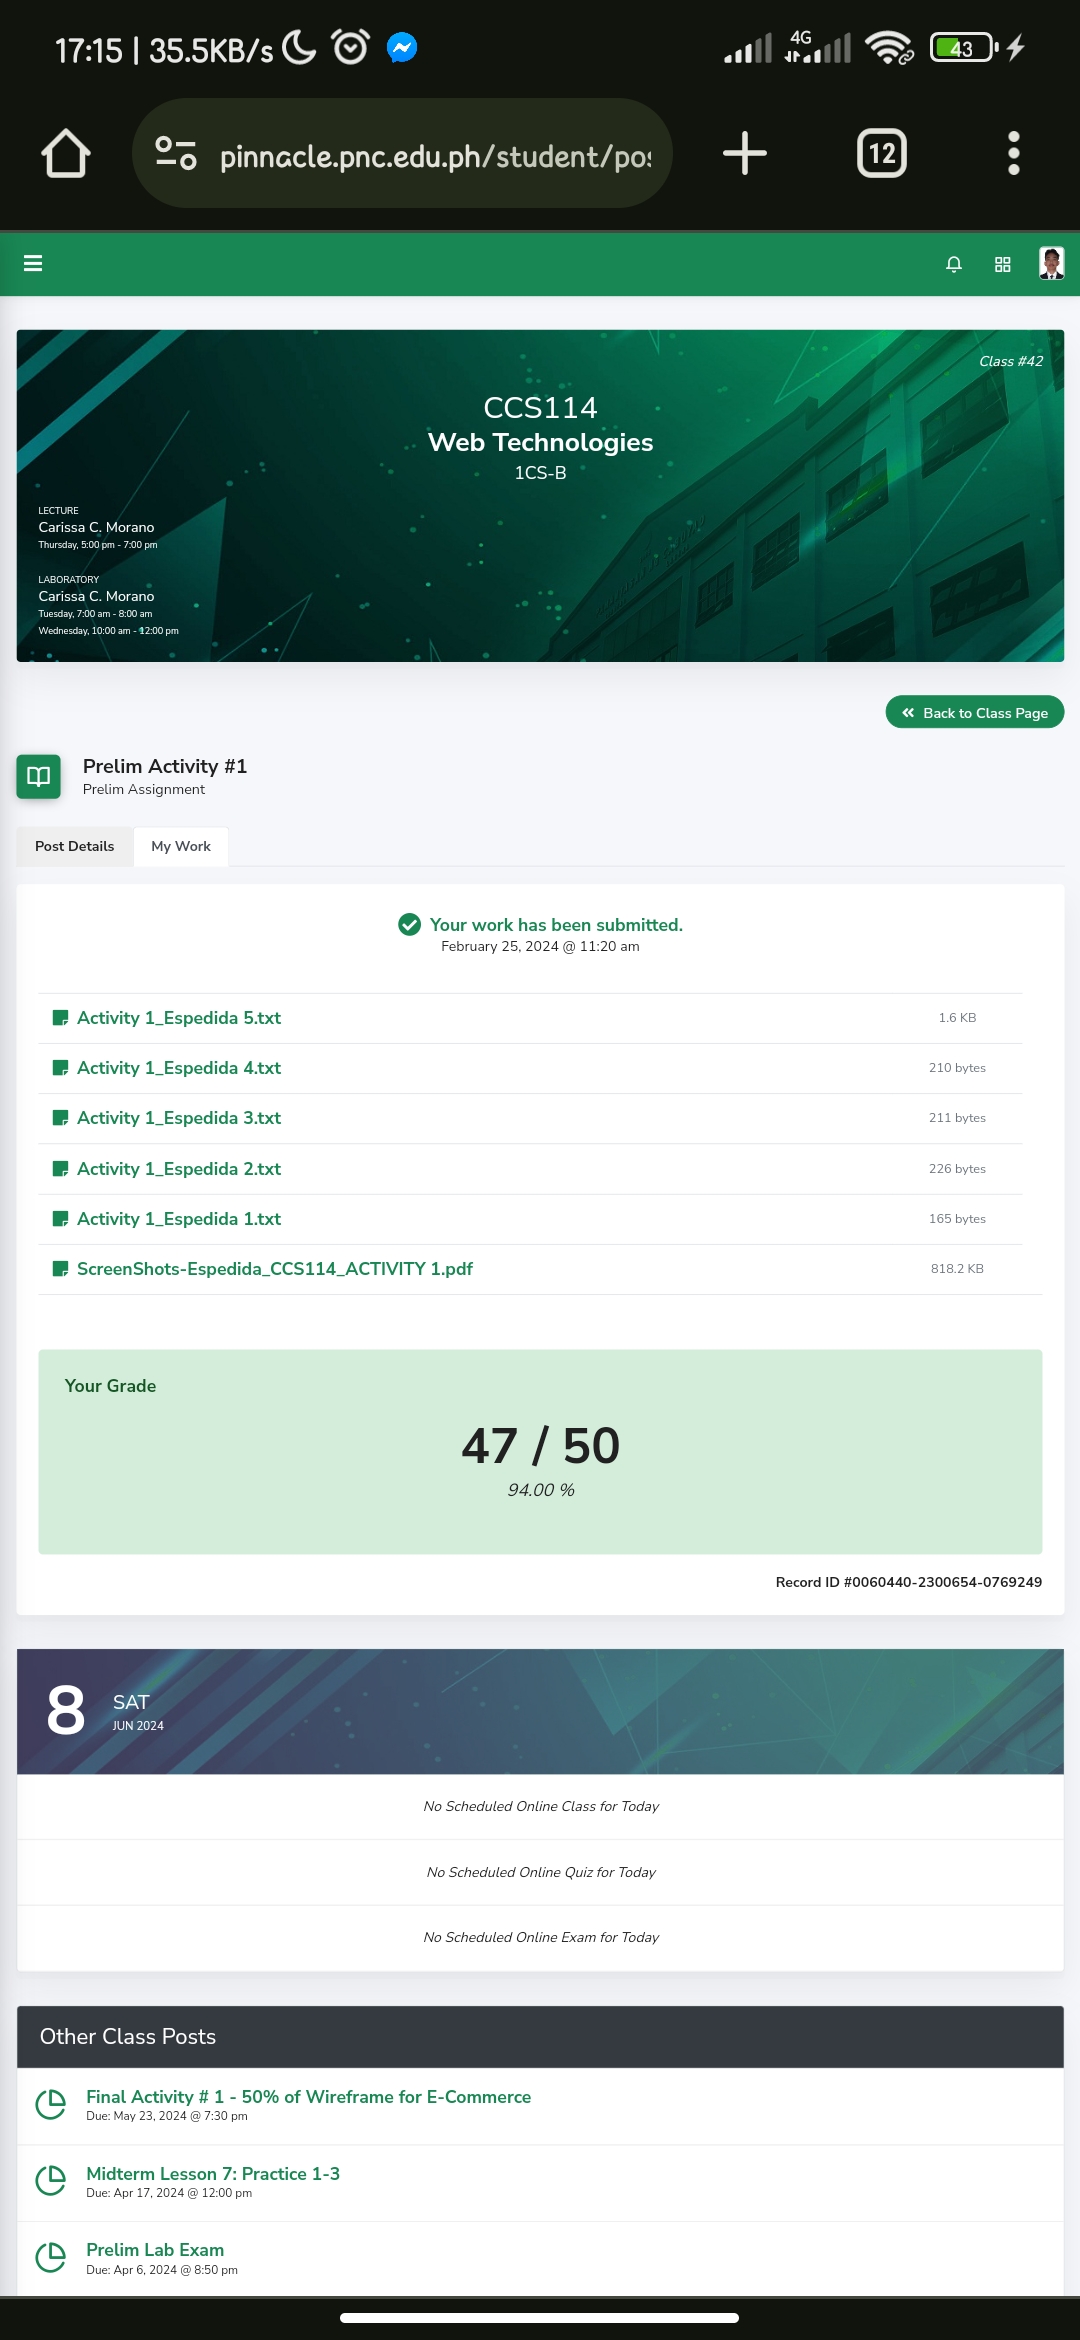 17:15 | 35.5KB/s
4G
43
pinnacle.pnc.edu.ph/student/pos
12
Class #42
CCS114
Web Technologies
1CS-B
LECTURE
Carissa C. Morano
Thursday, 5:00 pm - 7:00 pm
LABORATORY
Carissa C. Morano
Tuesday, 7:00 am - 8:00 am
Wednesday, 10:00 am - 12:00 pm
Back to Class Page
Prelim Activity #1
Prelim Assignment
Post Details
My Work
Your work has been submitted.
February 25, 2024 @ 11:20 am
Activity 1_Espedida 5.txt 1.6 KB
Activity 1_Espedida 4.txt 210 bytes
Activity 1_Espedida 3.txt 211 bytes
Activity 1_Espedida 2.txt 226 bytes
Activity 1_Espedida 1.txt 165 bytes
ScreenShots-Espedida_CCS114_ACTIVITY 1.pdf 818.2 KB
Your Grade
47 / 50
94.00 %
Record ID #0060440-2300654-0769249
8
SAT
JUN 2024
No Scheduled Online Class for Today
No Scheduled Online Quiz for Today
No Scheduled Online Exam for Today
Other Class Posts
Final Activity # 1 - 50% of Wireframe for E-Commerce
Due: May 23, 2024 @ 7:30 pm
Midterm Lesson 7: Practice 1-3
Due: Apr 17, 2024 @ 12:00 pm
Prelim Lab Exam
Due: Apr 6, 2024 @ 8:50 pm